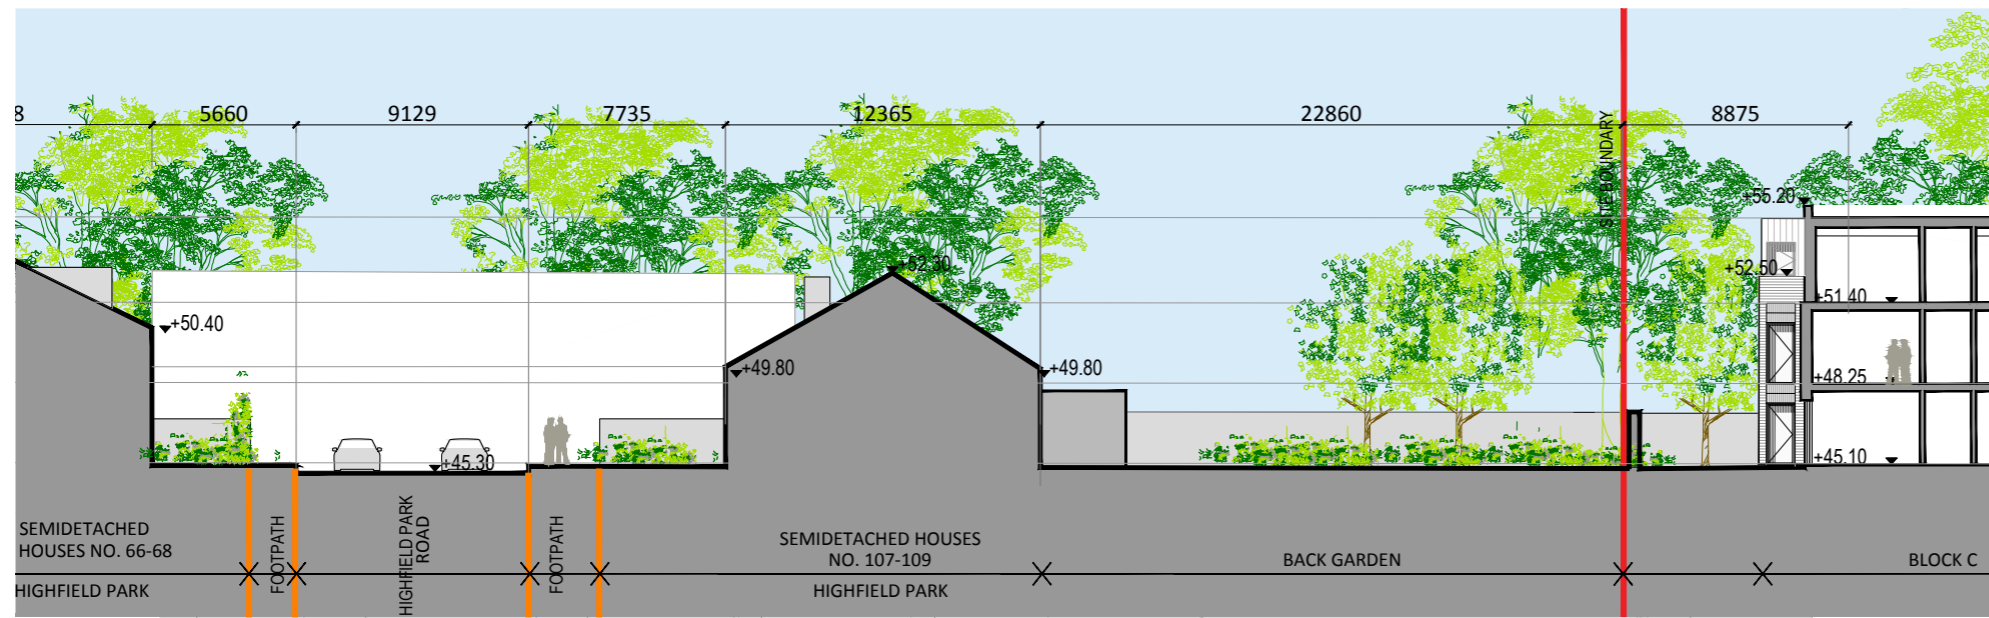 8
5660
9129
7735
12365
22860
8875
SITE BOUNDARY
+55.20
+52.30
+52.50
+51.40
+50.40
+49.80
+49.80
+48.25
+45.30
+45.10
SEMIDETACHED
HOUSES NO. 66-68
FOOTPATH
HIGHFIELD PARK
ROAD
FOOTPATH
SEMIDETACHED HOUSES
NO. 107-109
BACK GARDEN
BLOCK C
HIGHFIELD PARK
HIGHFIELD PARK